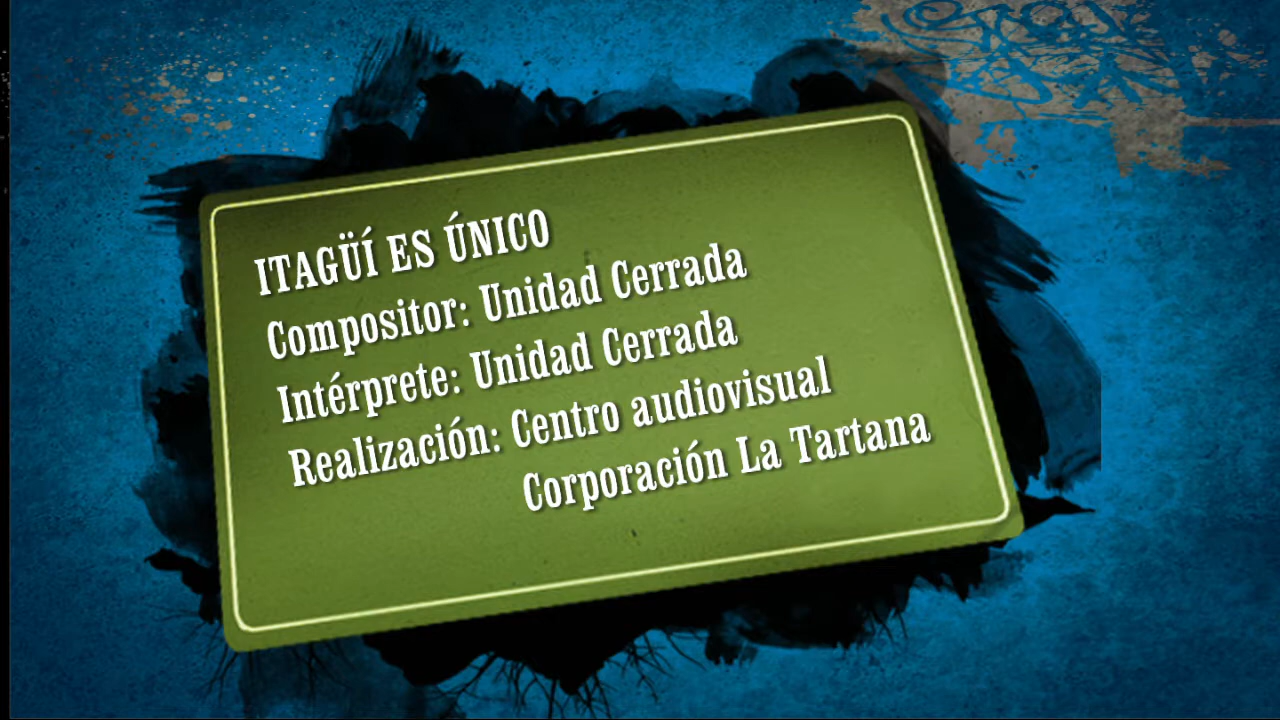 ITAGÜÍ ES ÚNICO
Compositor: Unidad Cerrada
Intérprete: Unidad Cerrada
Realización: Centro audiovisual
Corporación La Tartana